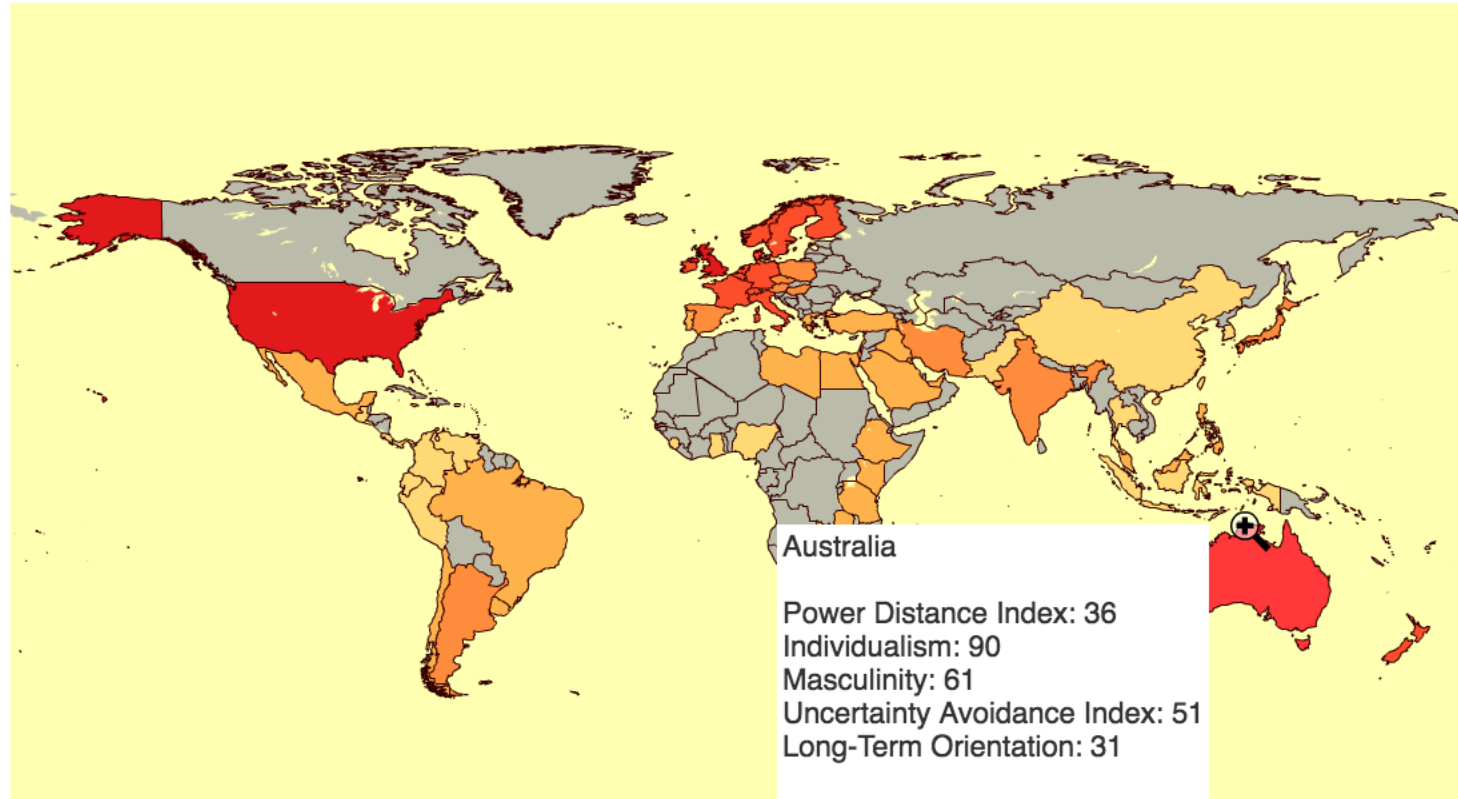 Australia
Power Distance Index: 36
Individualism: 90
Masculinity: 61
Uncertainty Avoidance Index: 51
Long-Term Orientation: 31